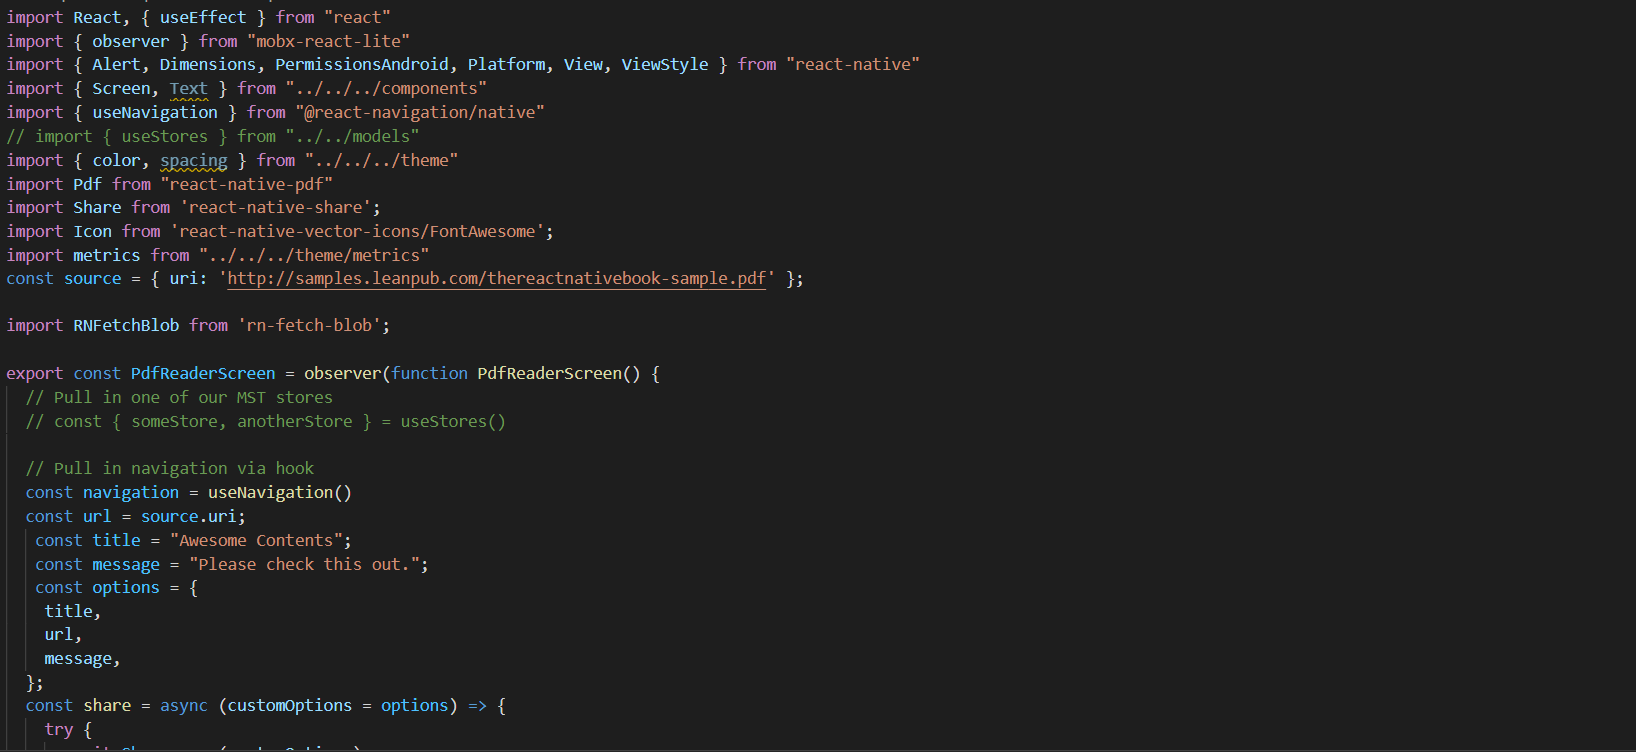 import React, { useEffect } from "react"
import { observer } from "mobx-react-lite"
import { Alert, Dimensions, PermissionsAndroid, Platform, View, ViewStyle } from "react-native"
import { Screen, Text } from "../../../components"
import { useNavigation } from "@react-navigation/native"
// import { useStores } from "../../models"
import { color, spacing } from "../../../theme"
import Pdf from "react-native-pdf"
import Share from 'react-native-share';
import Icon from 'react-native-vector-icons/FontAwesome';
import metrics from "../../../theme/metrics"
const source = { uri: 'http://samples.leanpub.com/thereactnativebook-sample.pdf' };
import RNFetchBlob from 'rn-fetch-blob';
export const PdfReaderScreen = observer(function PdfReaderScreen() {
// Pull in one of our MST stores
// const { someStore, anotherStore } = useStores()
// Pull in navigation via hook
const navigation = useNavigation()
const url = source.uri;
const title = "Awesome Contents";
const message = "Please check this out.";
const options = {
title,
url,
message,
};
const share = async (customOptions = options) => {
try {